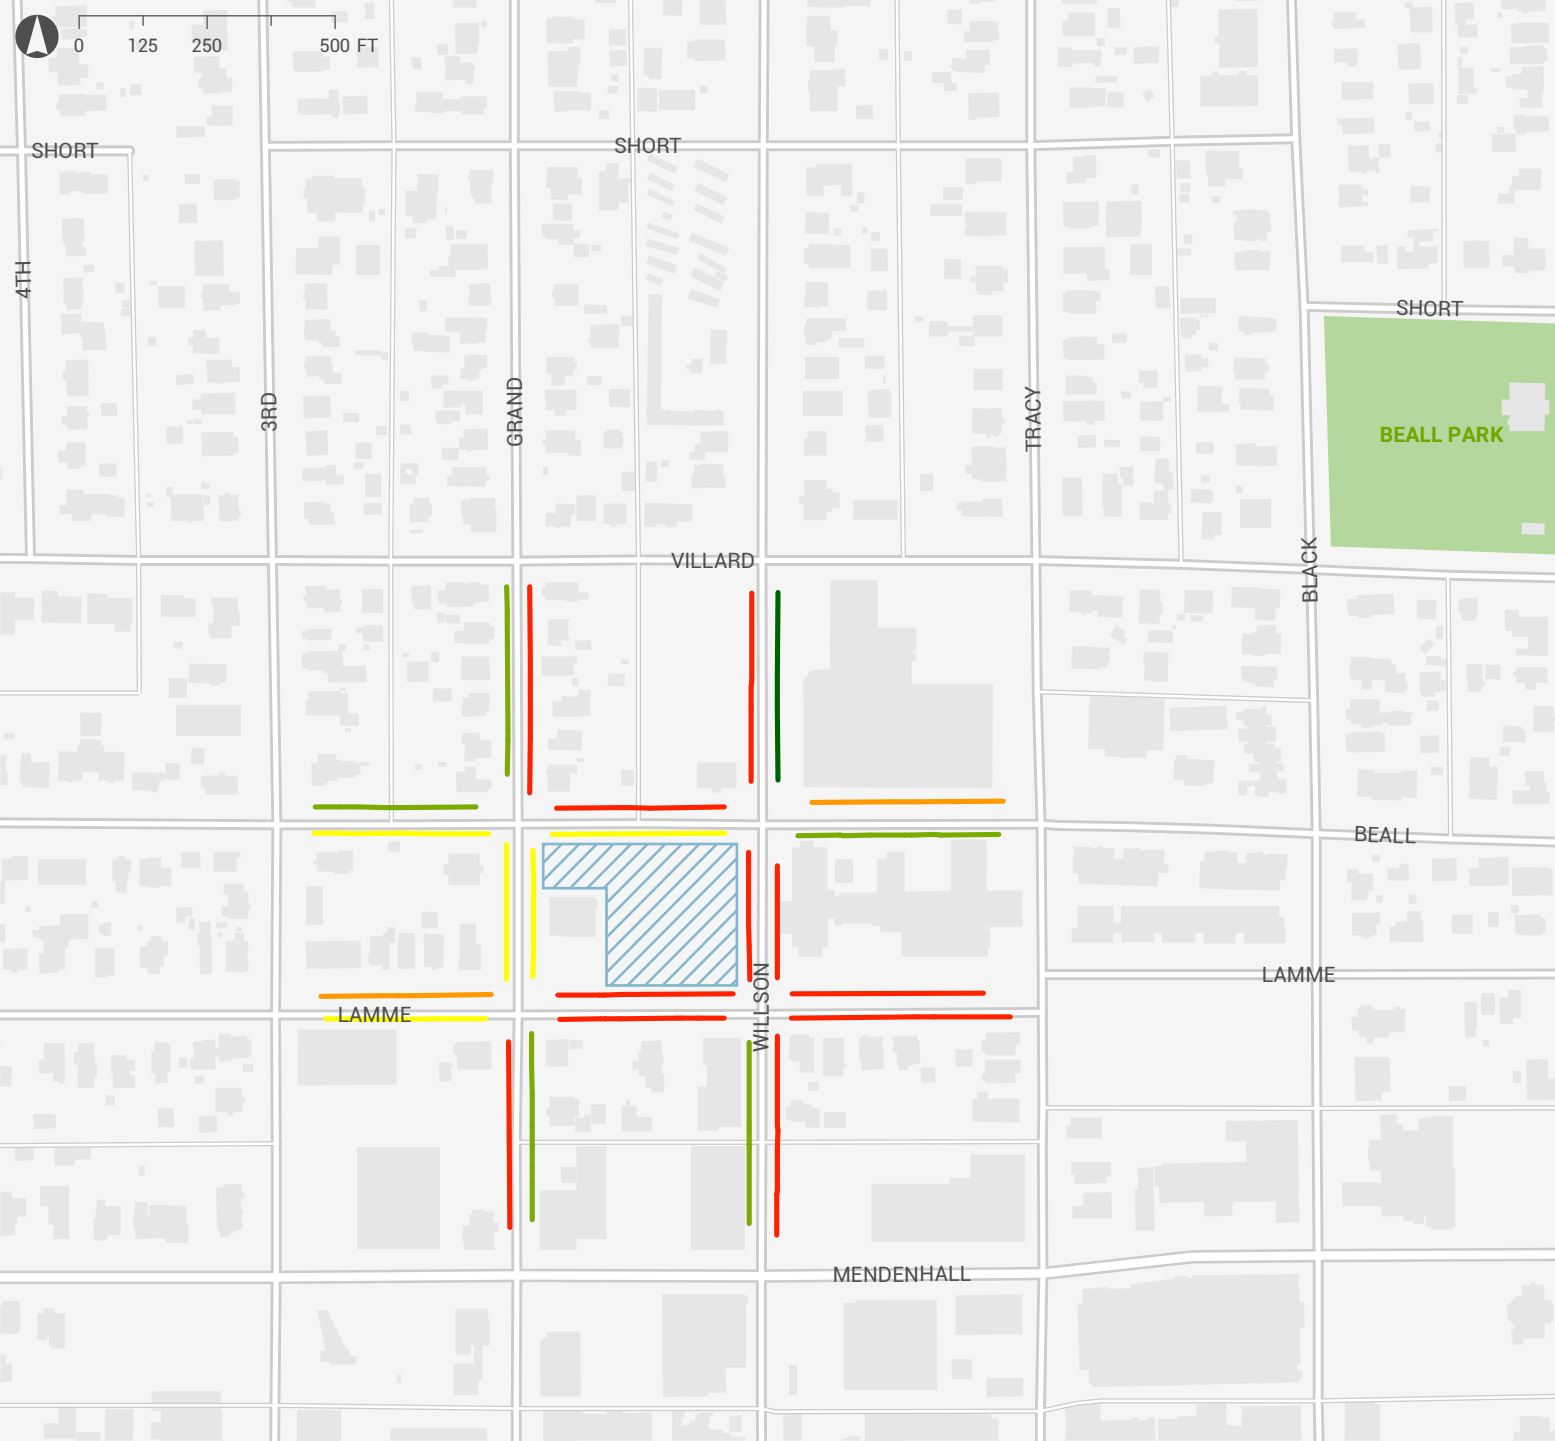 0 125 250 500 FT
SHORT
SHORT
4TH
SHORT
3RD
GRAND
TRACY
BEALL PARK
VILLARD
BLACK
BEALL
LAMME
LAMME
WILLSON
MENDENHALL